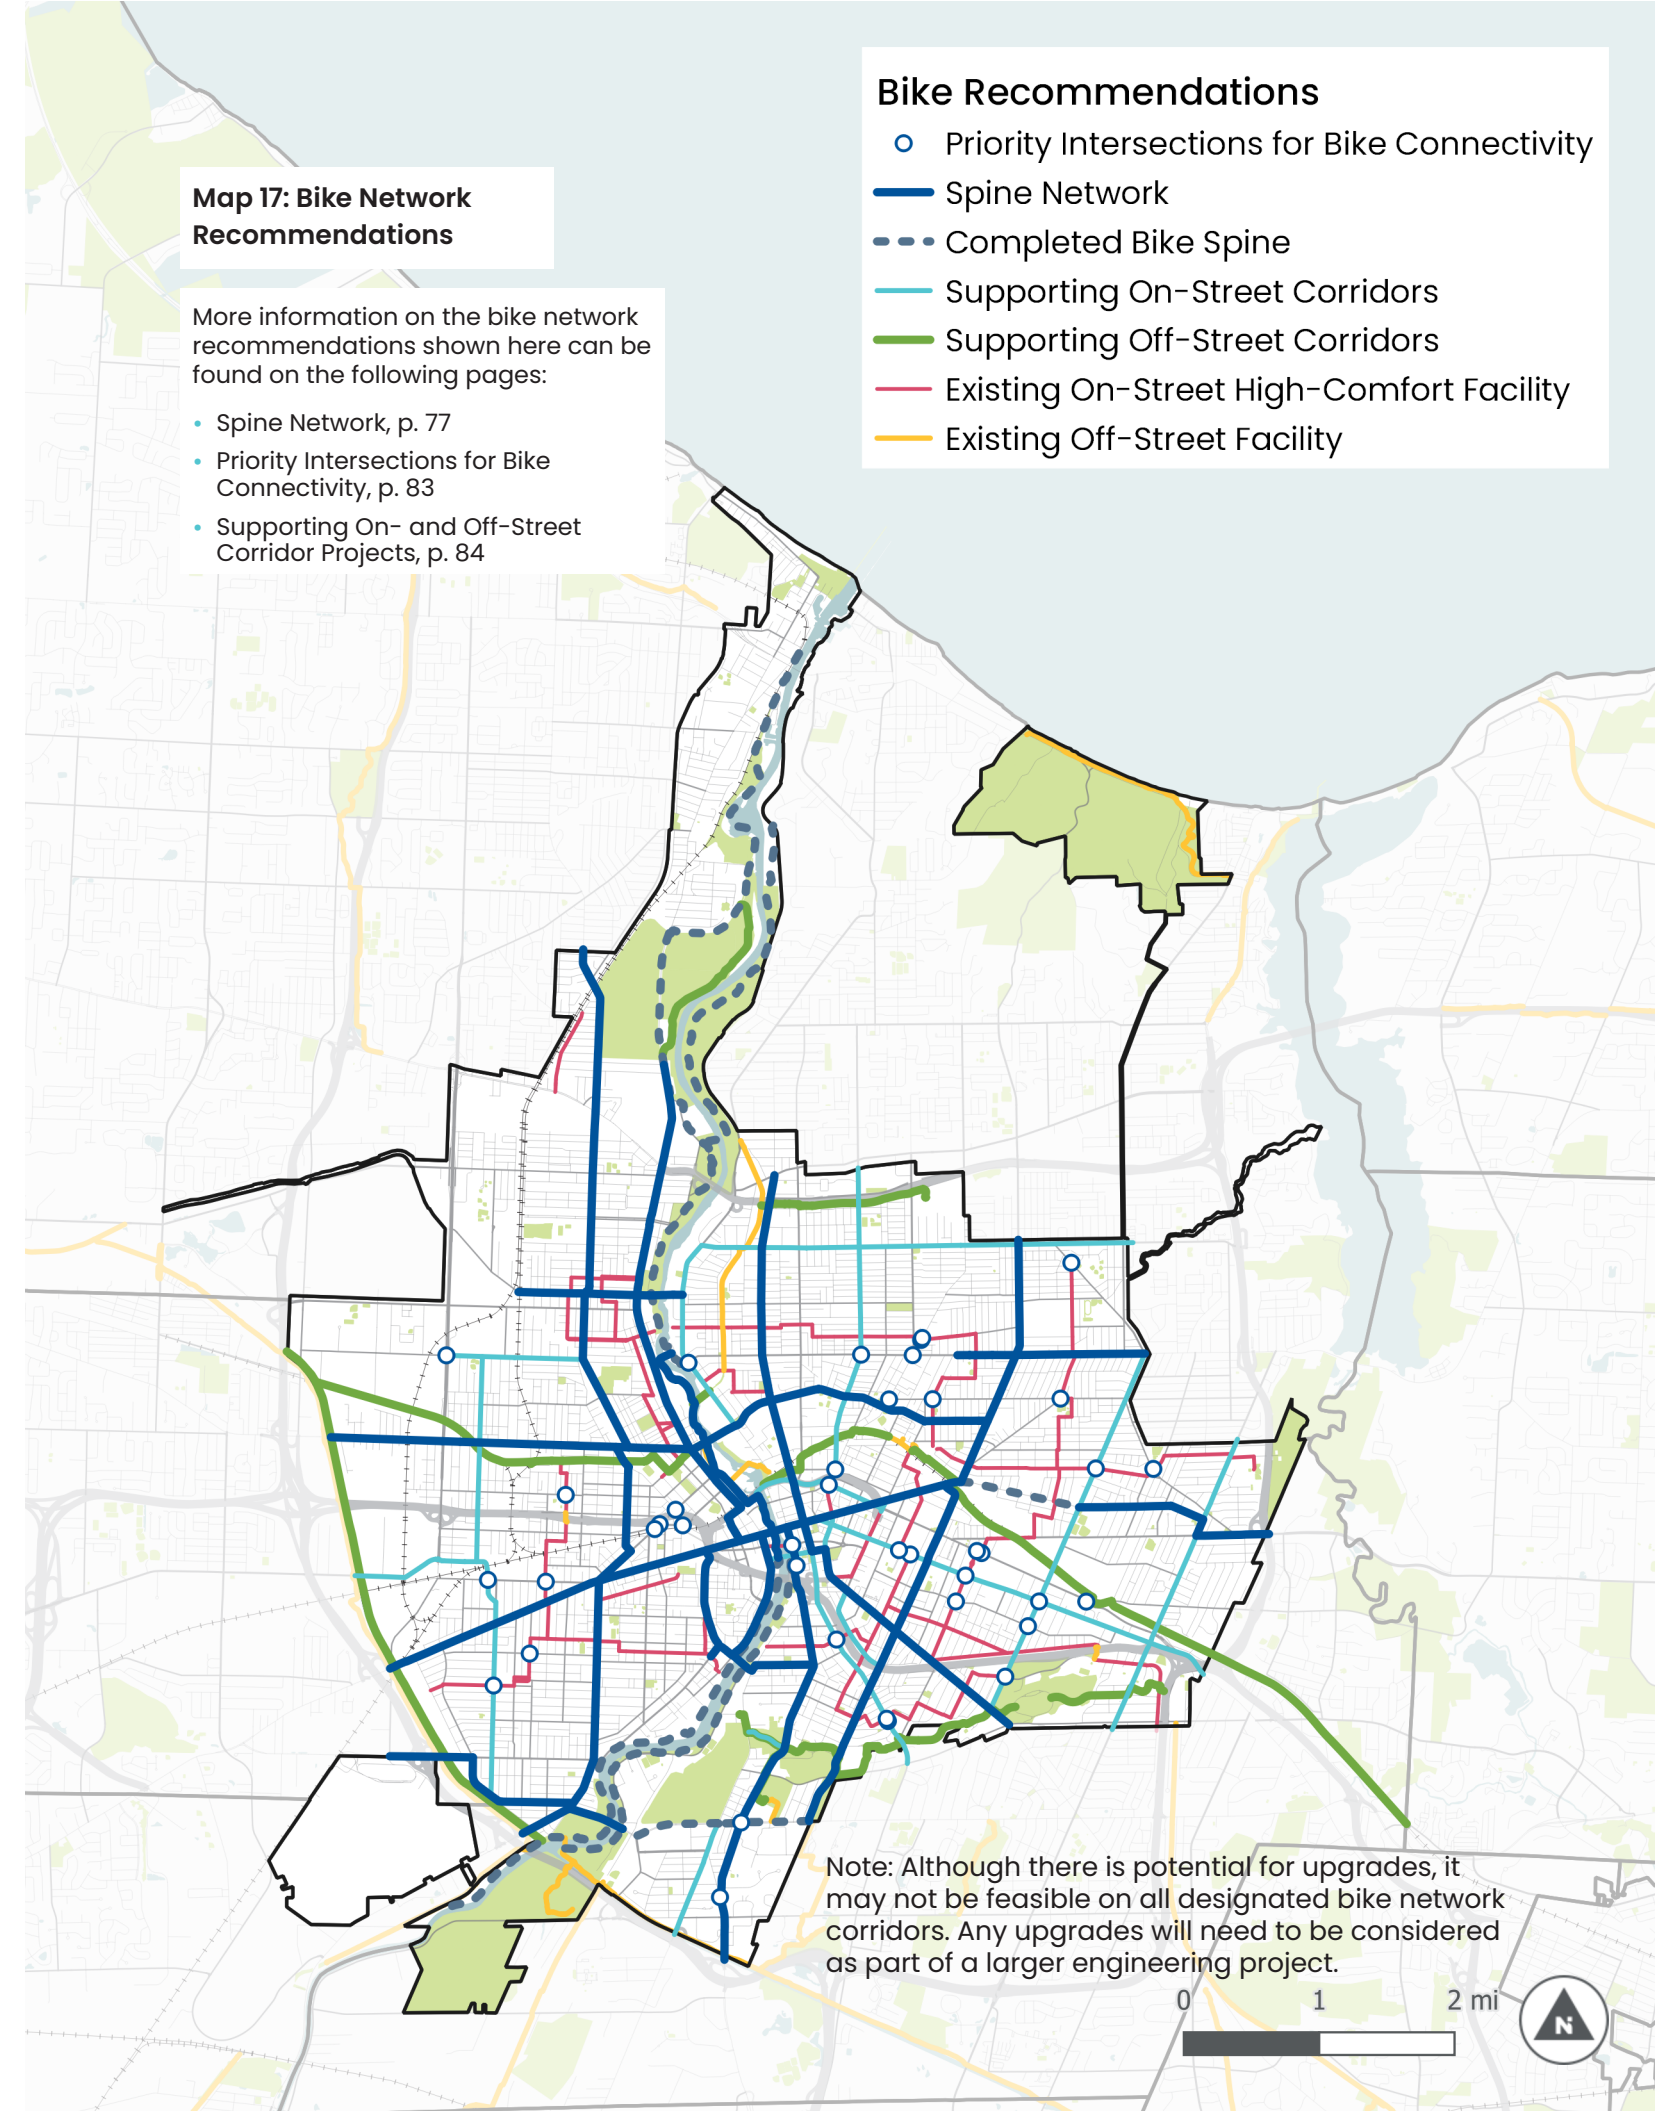 Bike Recommendations
Priority Intersections for Bike Connectivity
Spine Network
Completed Bike Spine
Supporting On-Street Corridors
Supporting Off-Street Corridors
Existing On-Street High-Comfort Facility
Existing Off-Street Facility
Map 17: Bike Network
Recommendations
More information on the bike network
recommendations shown here can be
found on the following pages:
• Spine Network, p. 77
• Priority Intersections for Bike
Connectivity, p. 83
• Supporting On- and Off-Street
Corridor Projects, p. 84
Note: Although there is potential for upgrades, it
may not be feasible on all designated bike network
corridors. Any upgrades will need to be considered
as part of a larger engineering project.
0 1 2 mi
N